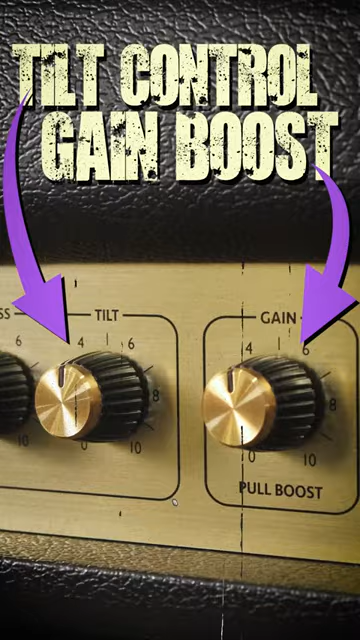 TILT CONTROL
GAIN BOOST
SS TILT GAIN
6 4 6 4 6
8 8
10 0 10 0 10
PULL BOOST